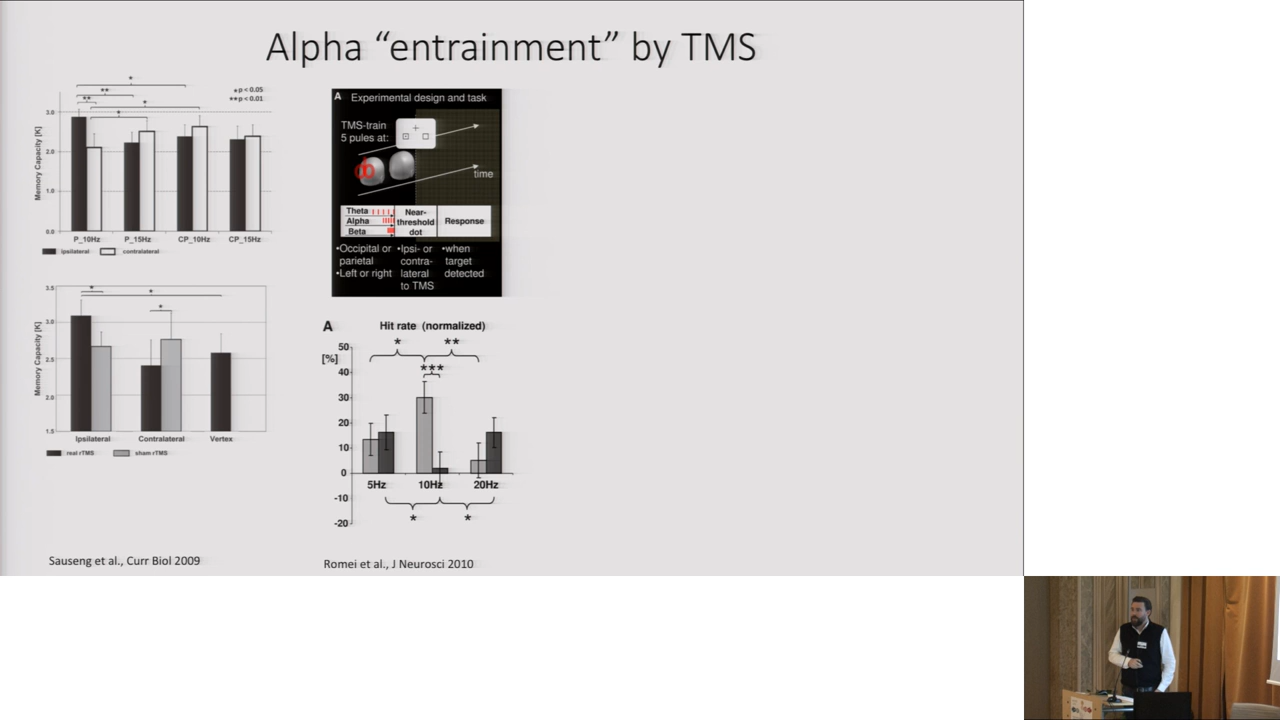 Alpha “entrainment” by TMS
*p < 0.05
**p < 0.01
*
**
**
*
*
Memory Capacity [K]
3.0
2.0
1.0
0.0
P_10Hz P_15Hz CP_10Hz CP_15Hz
ipsilateral contralateral
*
*
*
Memory Capacity [K]
3.5
3.0
2.5
2.0
1.5
Ipsilateral Contralateral Vertex
real rTMS sham rTMS
Sauseng et al., Curr Biol 2009
A Experimental design and task
TMS-train
5 pules at:
time
Theta
Alpha
Beta
Near-
threshold
dot
Response
•Occipital or
parietal
•Left or right
•Ipsi- or
contra-
lateral
to TMS
•when
target
detected
A Hit rate (normalized)
[%]
50
40
30
20
10
0
-10
-20
* **
***
5Hz 10Hz 20Hz
* *
Romei et al., J Neurosci 2010